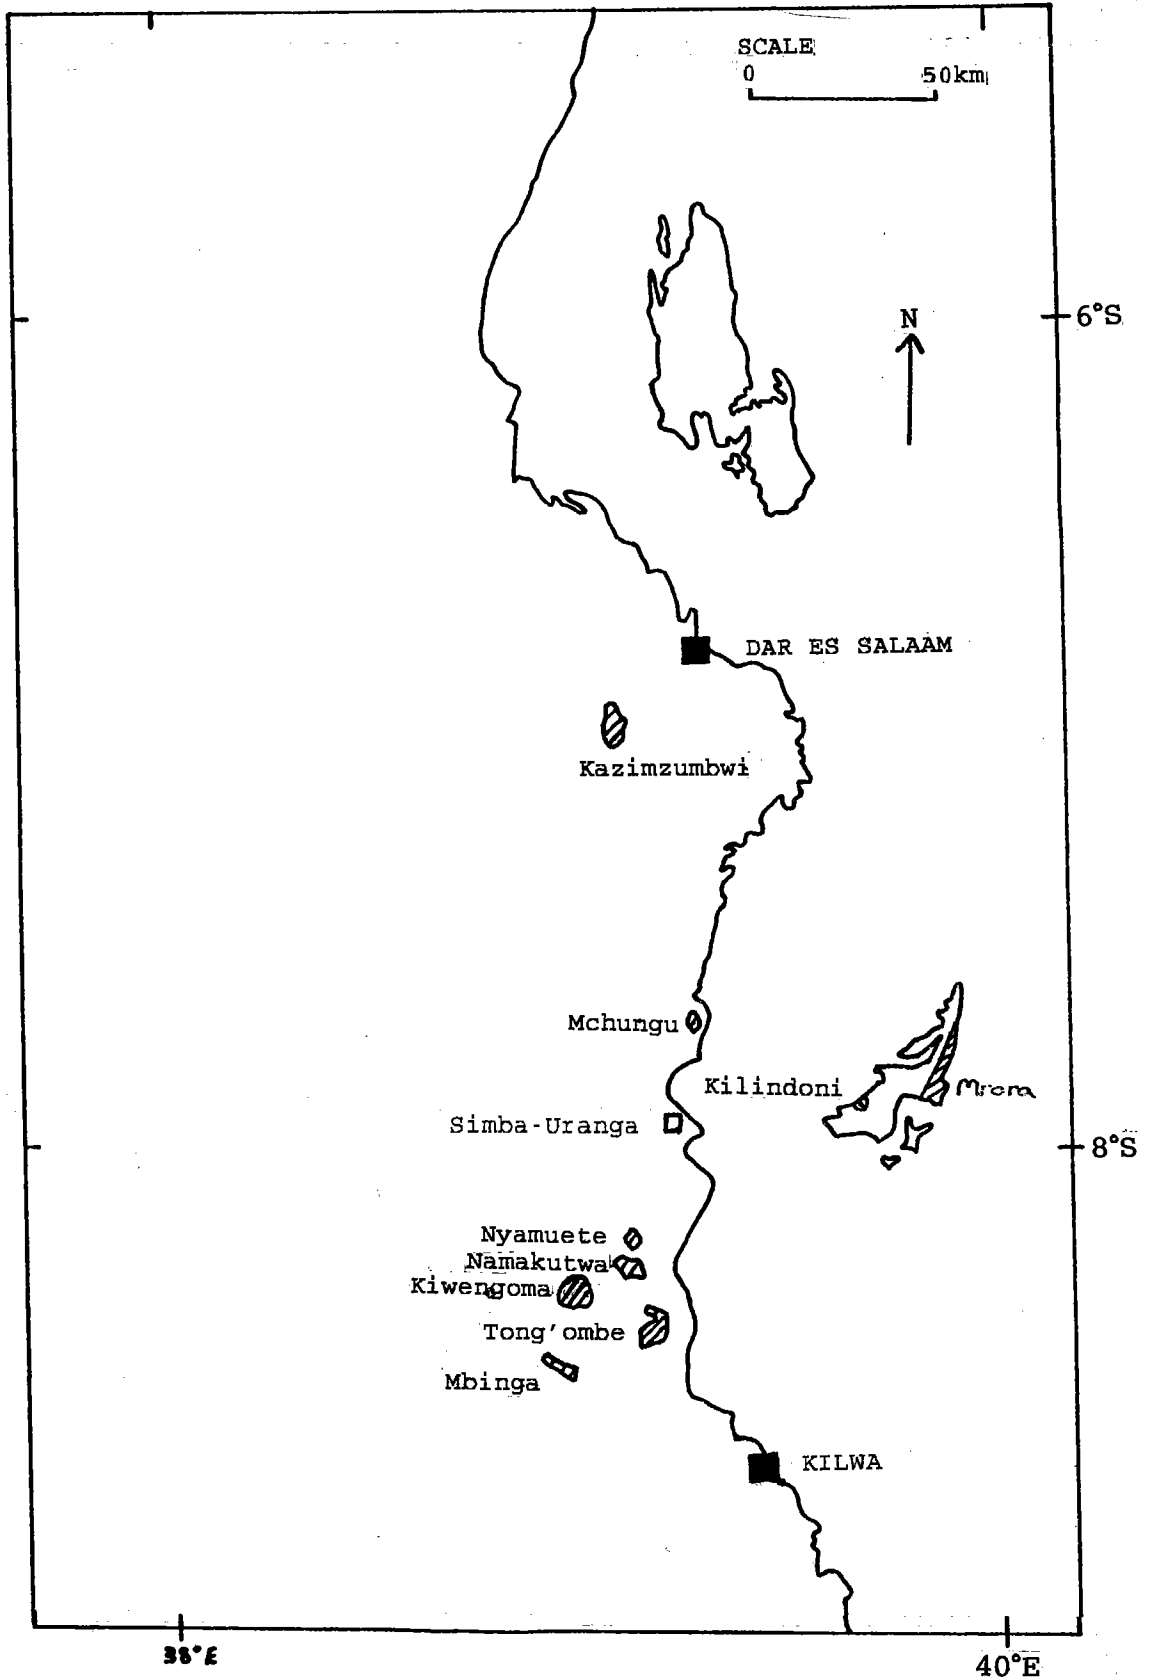 SCALE
0 50km
N
6°S
DAR ES SALAAM
Kazimzumbwi
Mchungu
Kilindoni
Mrora
Simba-Uranga
8°S
Nyamuete
Namakutwa
Kiwengoma
Tong'ombe
Mbinga
KILWA
38°E
40°E